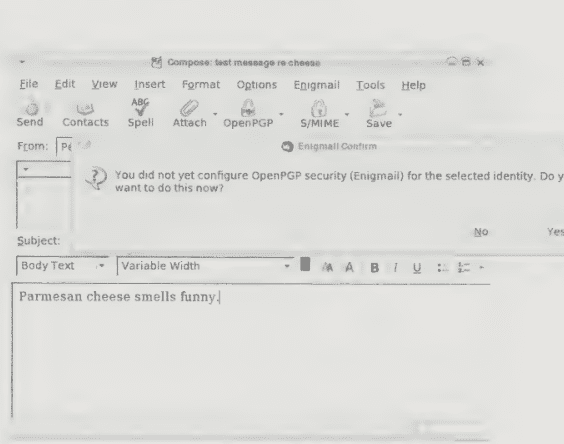 Compose: test message re cheese
File Edit View Insert Format Options Enigmail Tools Help
ABC
Send Contacts Spell Attach OpenPGP S/MIME Save
From:
Enigmail Confirm
You did not yet configure OpenPGP security (Enigmail) for the selected identity. Do
want to do this now?
No Yes
Subject:
Body Text Variable Width A A B I U
Parmesan cheese smells funny.